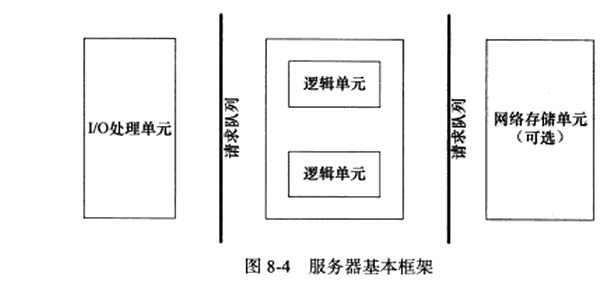 I/O处理单元
请求队列
逻辑单元
逻辑单元
请求队列
网络存储单元
（可选）
图 8-4 服务器基本框架